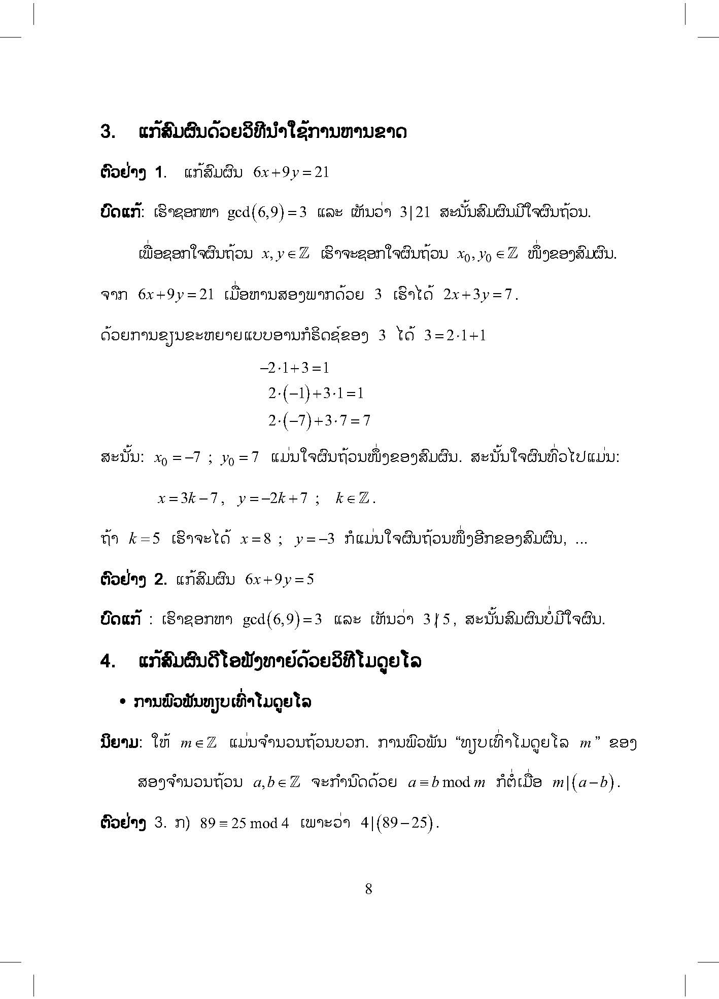 3. ແກ້ສົມຜົນດ້ວຍວິທີນຳໃຊ້ການຫານຂາດ
ຕົວຢ່າງ 1. ແກ້ສົມຜົນ 6x+9y=21
ບົດແກ້: ເຮົາຊອກຫາ gcd(6,9)=3 ແລະ ເຫັນວ່າ 3|21 ສະນັ້ນສົມຜົນມີໃຈຜົນຖ້ວນ.
ເພື່ອຊອກໃຈຜົນຖ້ວນ x,y∈ℤ ເຮົາຈະຊອກໃຈຜົນຖ້ວນ x₀,y₀∈ℤ ໜຶ່ງຂອງສົມຜົນ.
ຈາກ 6x+9y=21 ເມື່ອຫານສອງພາກດ້ວຍ 3 ເຮົາໄດ້ 2x+3y=7.
ດ້ວຍການຂຽນຂະຫຍາຍແບບອານກໍຣິດຊ໌ຂອງ 3 ໄດ້ 3=2·1+1
−2·1+3=1
2·(−1)+3·1=1
2·(−7)+3·7=7
ສະນັ້ນ: x₀=−7 ; y₀=7 ແມ່ນໃຈຜົນຖ້ວນໜຶ່ງຂອງສົມຜົນ. ສະນັ້ນໃຈຜົນທົ່ວໄປແມ່ນ:
x=3k−7, y=−2k+7 ; k∈ℤ.
ຖ້າ k=5 ເຮົາຈະໄດ້ x=8 ; y=−3 ກໍແມ່ນໃຈຜົນຖ້ວນໜຶ່ງອີກຂອງສົມຜົນ, ...
ຕົວຢ່າງ 2. ແກ້ສົມຜົນ 6x+9y=5
ບົດແກ້ : ເຮົາຊອກຫາ gcd(6,9)=3 ແລະ ເຫັນວ່າ 3∤5, ສະນັ້ນສົມຜົນບໍ່ມີໃຈຜົນ.
4. ແກ້ສົມຜົນດີໂອພັງທາຍ໌ດ້ວຍວິທີໂມດູຍໂລ
• ການພົວພັນທຽບເທົ່າໂມດູຍໂລ
ນິຍາມ: ໃຫ້ m∈ℤ ແມ່ນຈຳນວນຖ້ວນບວກ. ການພົວພັນ “ທຽບເທົ່າໂມດູຍໂລ m” ຂອງ
ສອງຈຳນວນຖ້ວນ a,b∈ℤ ຈະກຳນົດດ້ວຍ a≡b mod m ກໍຕໍ່ເມື່ອ m|(a−b).
ຕົວຢ່າງ 3. ກ) 89≡25 mod 4 ເພາະວ່າ 4|(89−25).
8